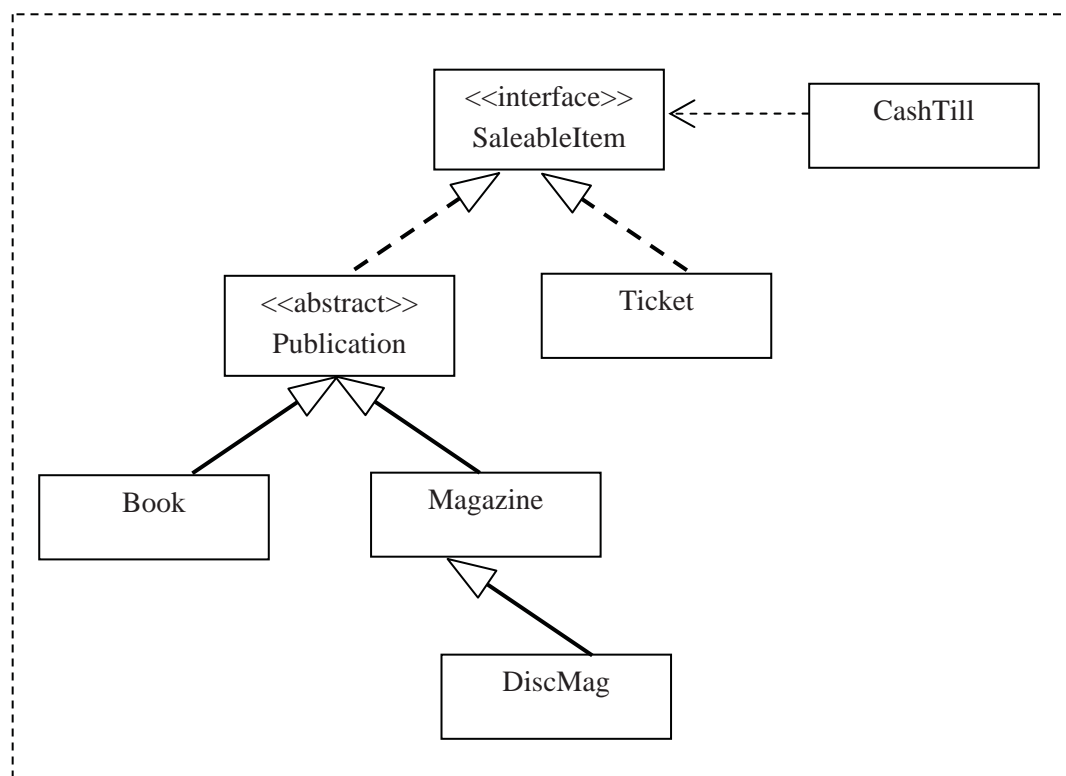 <<interface>>
SaleableItem
CashTill
<<abstract>>
Publication
Ticket
Book
Magazine
DiscMag